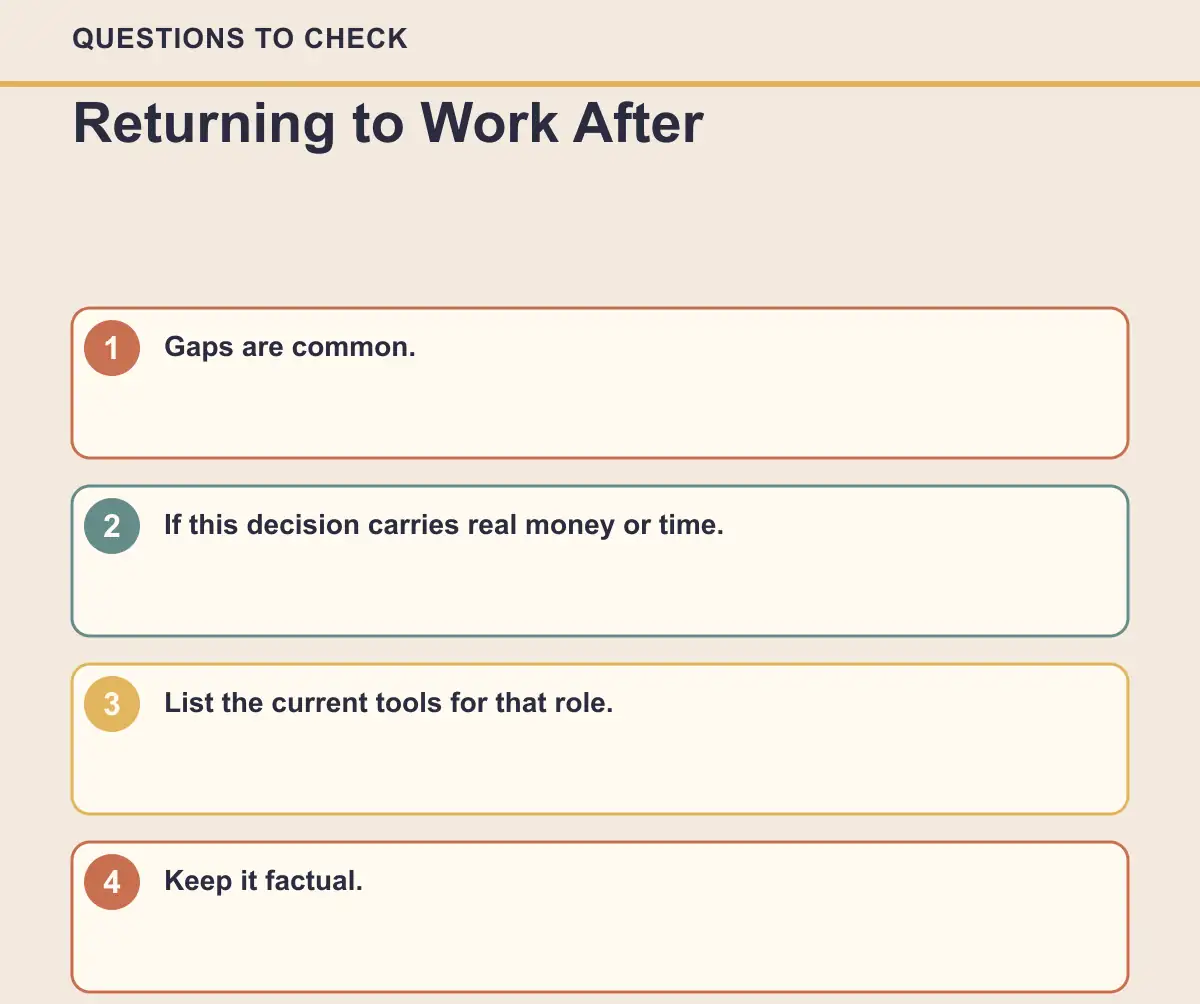 QUESTIONS TO CHECK
Returning to Work After
1 Gaps are common.
2 If this decision carries real money or time.
3 List the current tools for that role.
4 Keep it factual.